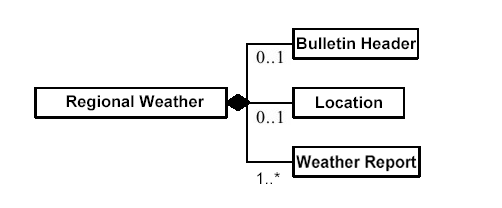 Bulletin Header
0..1
Regional Weather
Location
0..1
Weather Report
1..*